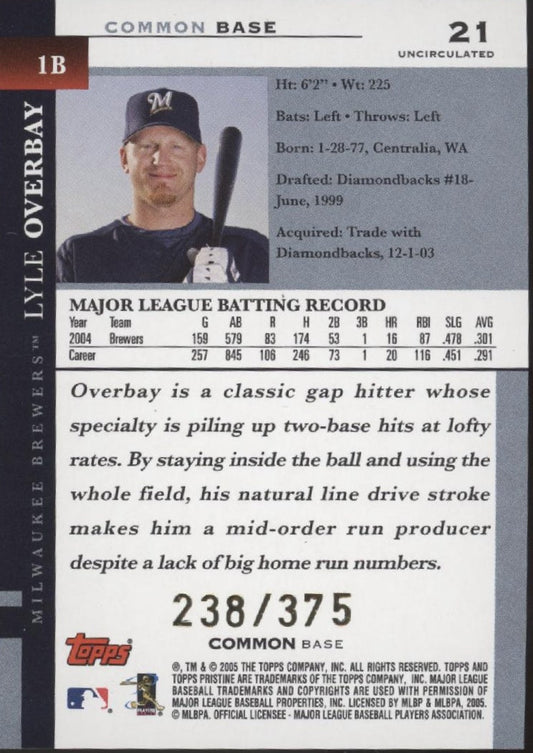 COMMON BASE
21
UNCIRCULATED
1B
LYLE OVERBAY
MILWAUKEE BREWERS™
M
Ht: 6'2" • Wt: 225
Bats: Left • Throws: Left
Born: 1-28-77, Centralia, WA
Drafted: Diamondbacks #18-
June, 1999
Acquired: Trade with
Diamondbacks, 12-1-03
MAJOR LEAGUE BATTING RECORD
Year Team G AB R H 2B 3B HR RBI SLG AVG
2004 Brewers 159 579 83 174 53 1 16 87 .478 .301
Career 257 845 106 246 73 1 20 116 .451 .291
Overbay is a classic gap hitter whose
specialty is piling up two-base hits at lofty
rates. By staying inside the ball and using the
whole field, his natural line drive stroke
makes him a mid-order run producer
despite a lack of big home run numbers.
238/375
COMMON BASE
Topps
®, TM & © 2005 THE TOPPS COMPANY, INC. ALL RIGHTS RESERVED. TOPPS AND
TOPPS PRISTINE ARE TRADEMARKS OF THE TOPPS COMPANY, INC. MAJOR LEAGUE
BASEBALL TRADEMARKS AND COPYRIGHTS ARE USED WITH PERMISSION OF
MAJOR LEAGUE BASEBALL PROPERTIES, INC. LICENSED BY MLBP & MLBPA, 2005.
© MLBPA. OFFICIAL LICENSEE - MAJOR LEAGUE BASEBALL PLAYERS ASSOCIATION.